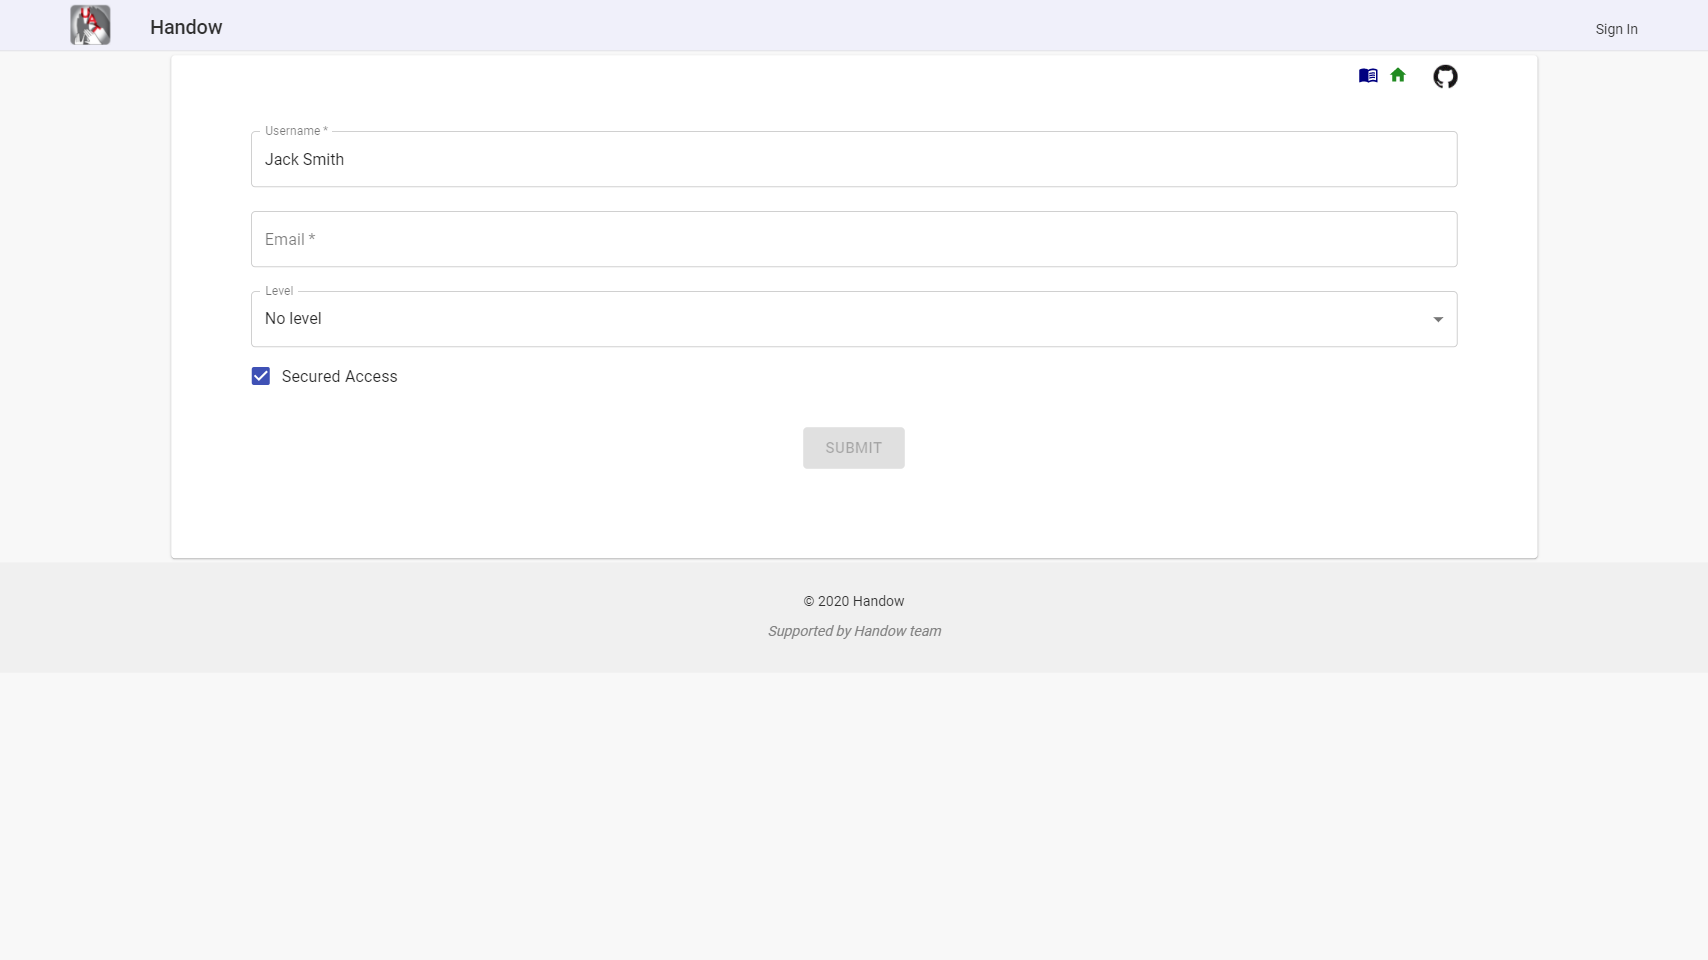 Handow
Sign In
Username *
Jack Smith
Email *
Level
No level
Secured Access
SUBMIT
© 2020 Handow
Supported by Handow team